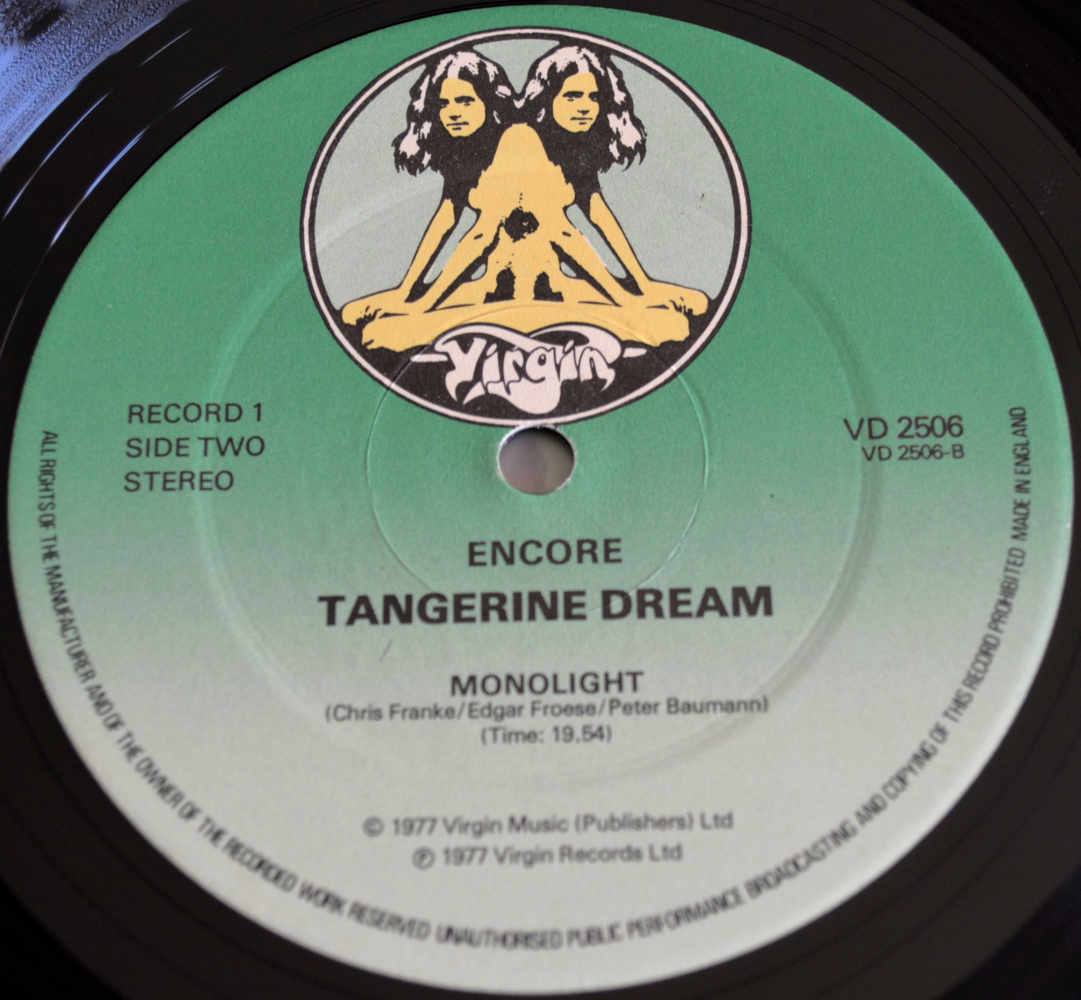 Virgin
RECORD 1
SIDE TWO
STEREO
VD 2506
VD 2506-B
ENCORE
TANGERINE DREAM
MONOLIGHT
(Chris Franke/Edgar Froese/Peter Baumann)
(Time: 19.54)
© 1977 Virgin Music (Publishers) Ltd
℗ 1977 Virgin Records Ltd
ALL RIGHTS OF THE MANUFACTURER AND OF THE OWNER OF THE RECORDED WORK RESERVED UNAUTHORISED PUBLIC PERFORMANCE BROADCASTING AND COPYING OF THIS RECORD PROHIBITED MADE IN ENGLAND